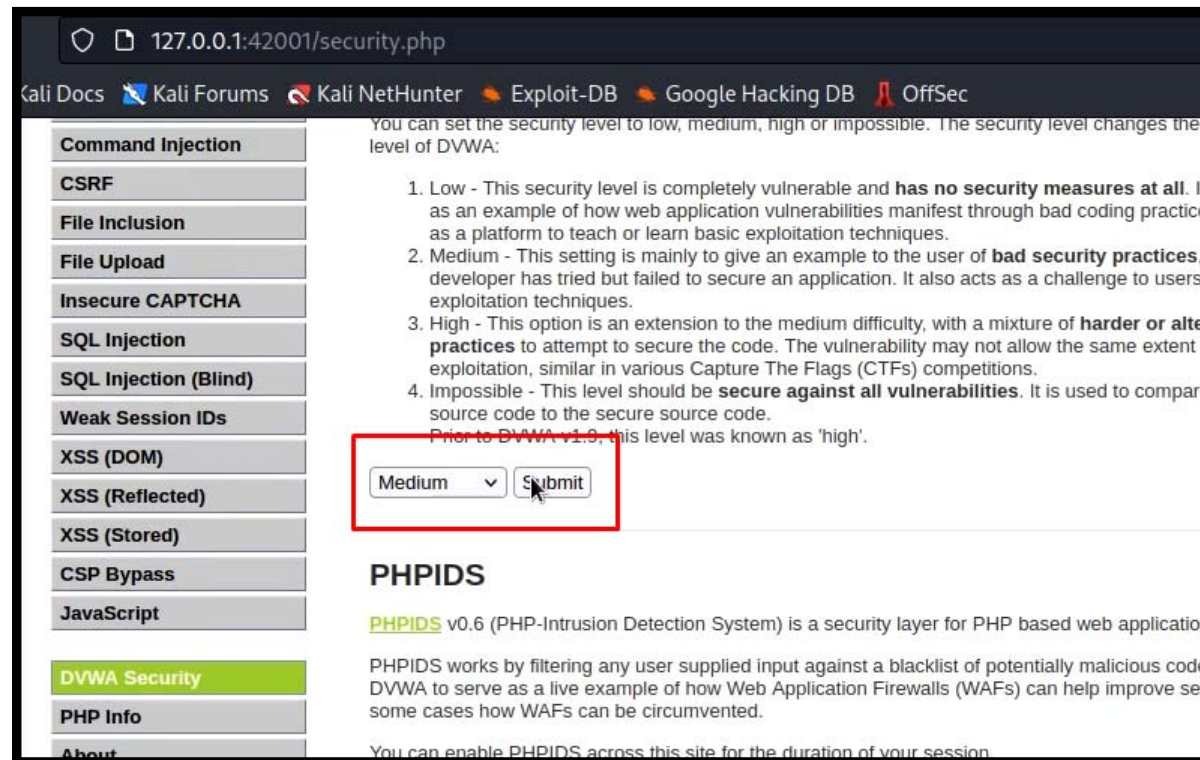 127.0.0.1:42001/security.php
Kali Docs Kali Forums Kali NetHunter Exploit-DB Google Hacking DB OffSec
Command Injection
CSRF
File Inclusion
File Upload
Insecure CAPTCHA
SQL Injection
SQL Injection (Blind)
Weak Session IDs
XSS (DOM)
XSS (Reflected)
XSS (Stored)
CSP Bypass
JavaScript
DVWA Security
PHP Info
About
You can set the security level to low, medium, high or impossible. The security level changes the
level of DVWA:
1. Low - This security level is completely vulnerable and has no security measures at all. I
as an example of how web application vulnerabilities manifest through bad coding practice
as a platform to teach or learn basic exploitation techniques.
2. Medium - This setting is mainly to give an example to the user of bad security practices,
developer has tried but failed to secure an application. It also acts as a challenge to users
exploitation techniques.
3. High - This option is an extension to the medium difficulty, with a mixture of harder or alte
practices to attempt to secure the code. The vulnerability may not allow the same extent
exploitation, similar in various Capture The Flags (CTFs) competitions.
4. Impossible - This level should be secure against all vulnerabilities. It is used to compar
source code to the secure source code.
Prior to DVWA v1.9, this level was known as 'high'.
Medium Submit
PHPIDS
PHPIDS v0.6 (PHP-Intrusion Detection System) is a security layer for PHP based web applicatio
PHPIDS works by filtering any user supplied input against a blacklist of potentially malicious code
DVWA to serve as a live example of how Web Application Firewalls (WAFs) can help improve se
some cases how WAFs can be circumvented.
You can enable PHPIDS across this site for the duration of your session.